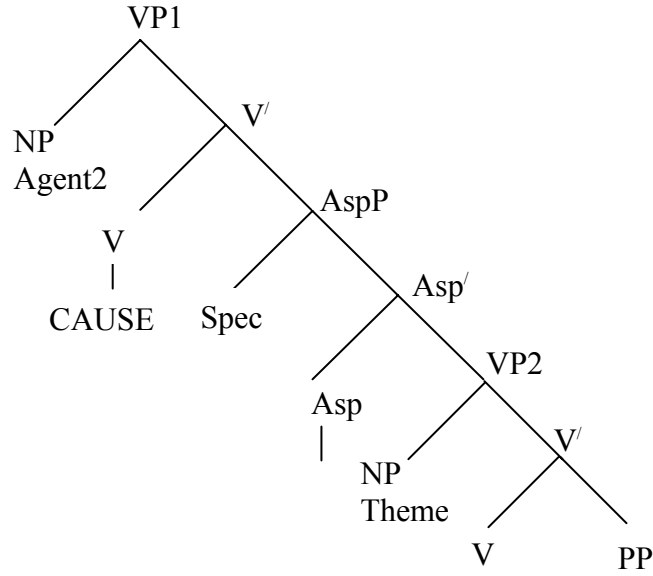 VP1
NP
Agent2
V/
V
CAUSE
AspP
Spec
Asp/
Asp
VP2
NP
Theme
V/
V
PP